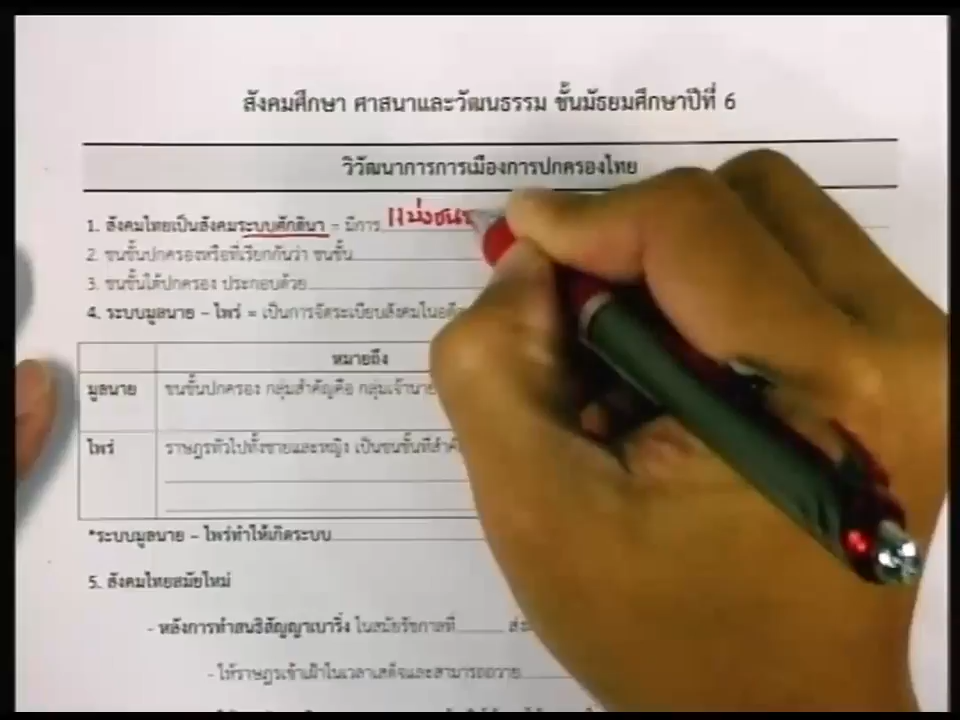 สังคมศึกษา ศาสนาและวัฒนธรรม ชั้นมัธยมศึกษาปีที่ 6
วิวัฒนาการการเมืองการปกครองไทย
1. สังคมไทยเป็นสังคมระบบศักดินา = มีการ แบ่งชน
2. ชนชั้นปกครองหรือที่เรียกกันว่า ชนชั้น
3. ชนชั้นใต้ปกครอง ประกอบด้วย
4. ระบบมูลนาย – ไพร่ = เป็นการจัดระเบียบสังคมในอดีต
หมายถึง
มูลนาย ชนชั้นปกครอง กลุ่มสำคัญคือ กลุ่มเจ้านาย
ไพร่ ราษฎรทั่วไปทั้งชายและหญิง เป็นชนชั้นที่สำคั
*ระบบมูลนาย – ไพร่ทำให้เกิดระบบ
5. สังคมไทยสมัยใหม่
- หลังการทำสนธิสัญญาเบาริ่ง ในสมัยรัชกาลที่ ส่ง
- ให้ราษฎรเข้าเฝ้าในเวลาเสด็จและสามารถถวาย